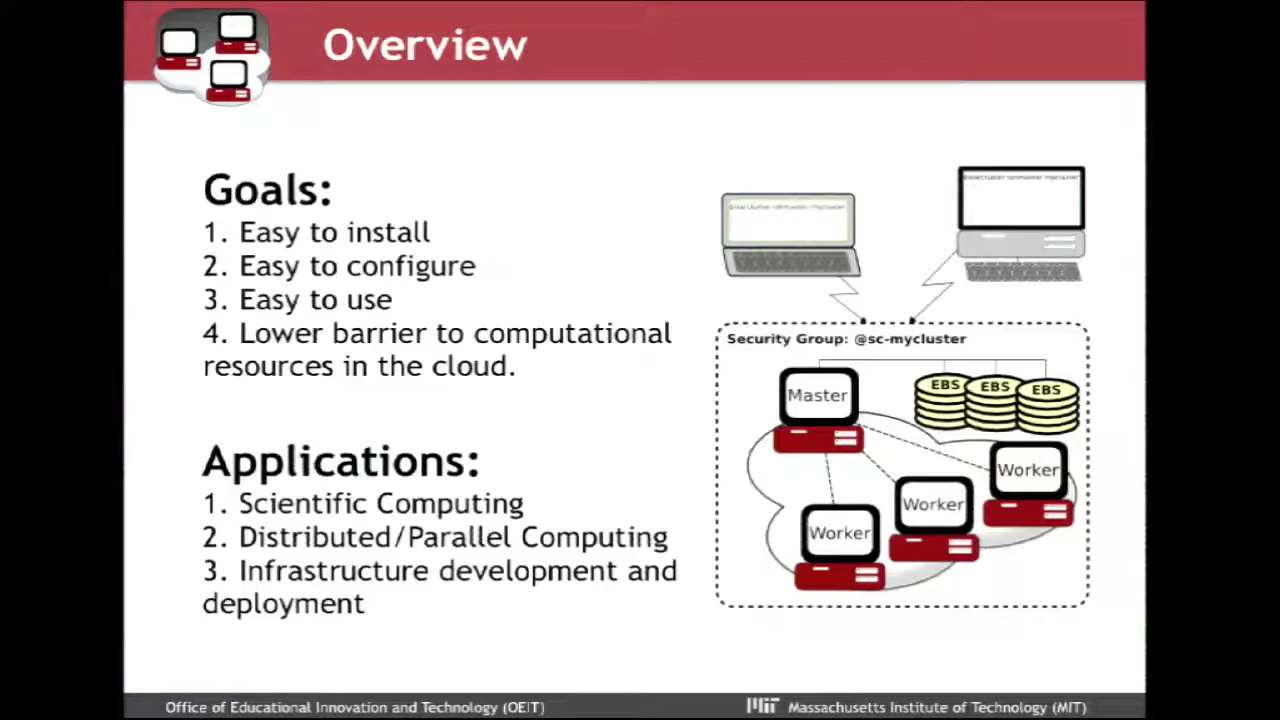 Overview
Goals:
1. Easy to install
2. Easy to configure
3. Easy to use
4. Lower barrier to computational
resources in the cloud.
Applications:
1. Scientific Computing
2. Distributed/Parallel Computing
3. Infrastructure development and
deployment
Security Group: @sc-mycluster
Master
EBS
EBS
EBS
Worker
Worker
Worker
Office of Educational Innovation and Technology (OEIT)
MIT Massachusetts Institute of Technology (MIT)